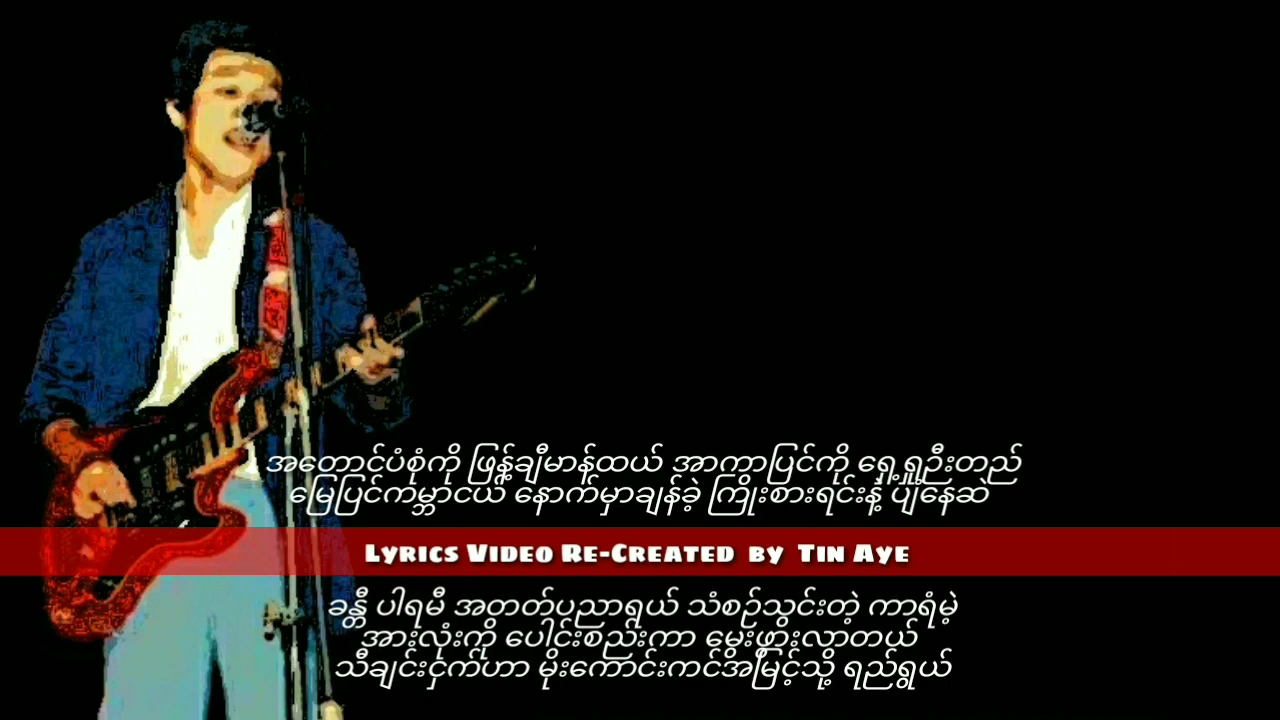 အတောင်ပံစုံကို ဖြန့်ချီမာန်ထယ် အာကာပြင်ကို ရှေ့ရှုဦးတည်
မြေပြင်ကမ္ဘာငယ် နောက်မှာချန်ခဲ့ ကြိုးစားရင်းနဲ့ ပျံနေဆဲ
Lyrics Video Re-Created by Tin Aye
ခန္တီ ပါရမီ အတတ်ပညာရယ် သံစဉ်သွင်းတဲ့ ကာရံမဲ့
အားလုံးကို ပေါင်းစည်းကာ မွေးဖွားလာတယ်
သီချင်းငှက်ဟာ မိုးကောင်းကင်အမြင့်သို့ ရည်ရွယ်